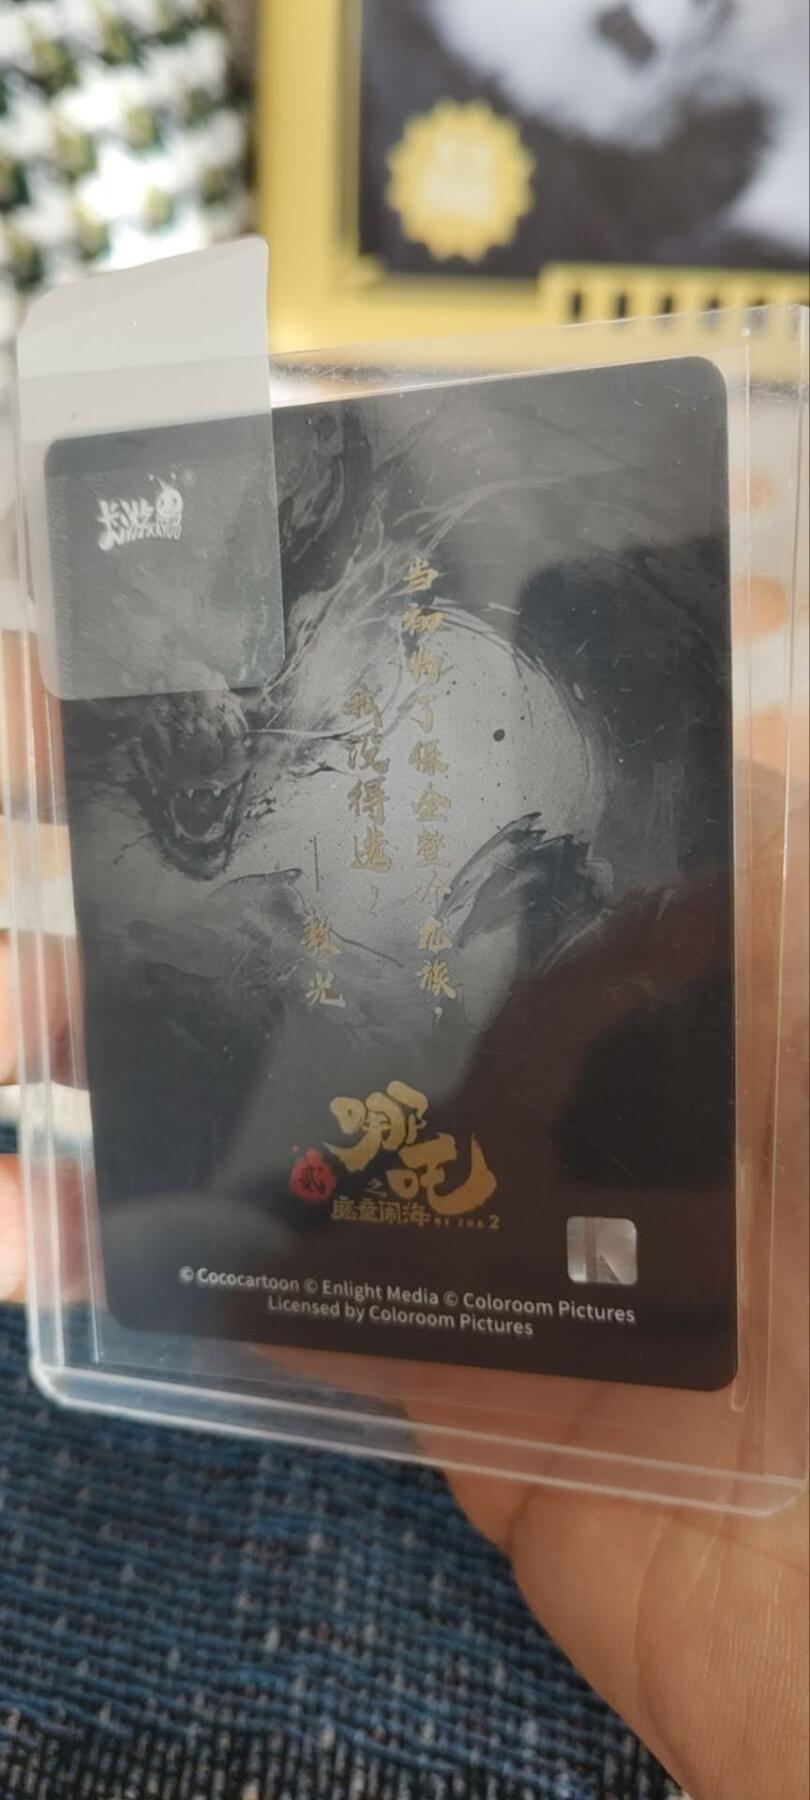 卡游
KAYOU
当初为了保全整个龙族，
我没得选！
——敖光
哪吒
贰
之
魔童闹海
NE ZHA 2
© Cococartoon © Enlight Media © Coloroom Pictures
Licensed by Coloroom Pictures